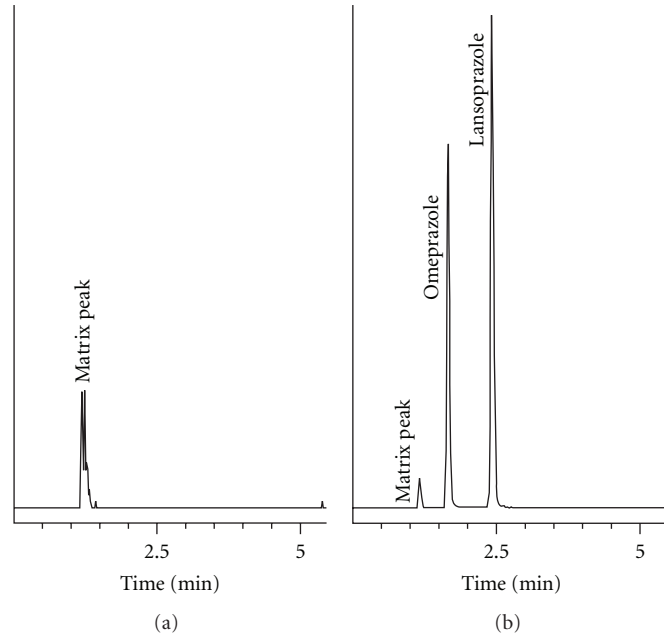 Matrix peak
2.5
5
Time (min)
(a)
Matrix peak
Omeprazole
Lansoprazole
2.5
5
Time (min)
(b)